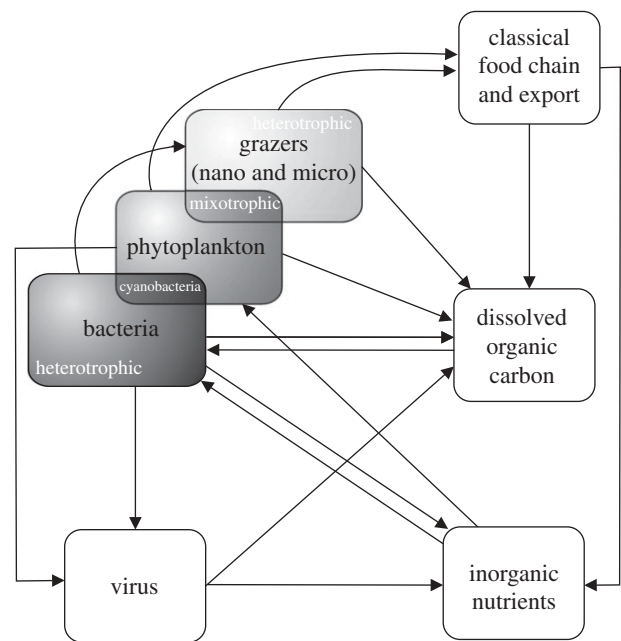 classical
food chain
and export
heterotrophic
grazers
(nano and micro)
mixotrophic
phytoplankton
cyanobacteria
bacteria
heterotrophic
dissolved
organic
carbon
virus
inorganic
nutrients